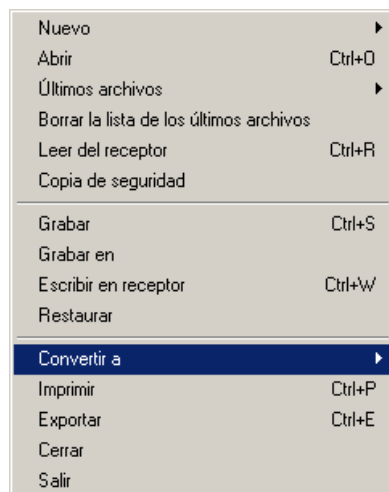 Nuevo
Abrir Ctrl+O
Últimos archivos
Borrar la lista de los últimos archivos
Leer del receptor Ctrl+R
Copia de seguridad
Grabar Ctrl+S
Grabar en
Escribir en receptor Ctrl+W
Restaurar
Convertir a
Imprimir Ctrl+P
Exportar Ctrl+E
Cerrar
Salir